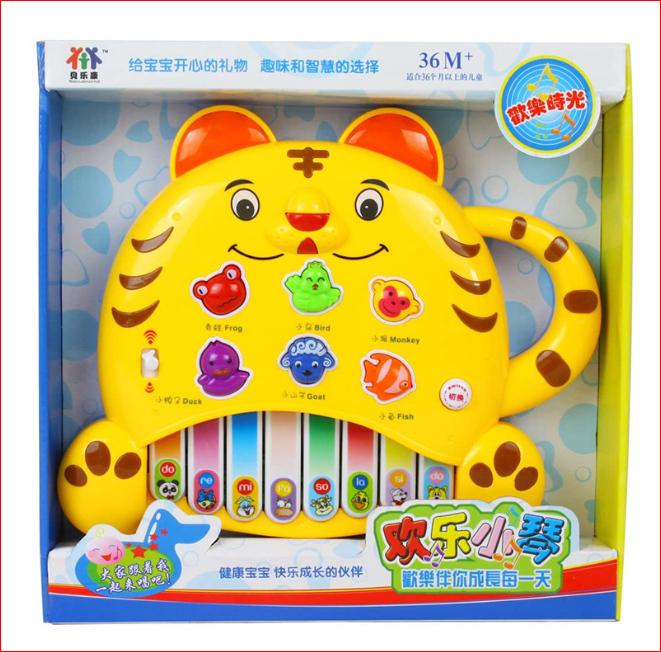 贝乐康
TM
给宝宝开心的礼物 趣味和智慧的选择
36M+
适合36个月以上的儿童
歡樂時光
青蛙 Frog
小鸟 Bird
小猴 Monkey
小鸭子 Duck
小山羊 Goat
小鱼 Fish
切换
do
re
mi
fa
so
la
si
do
欢乐小琴
歡樂伴你成長每一天
大家跟着我
一起来唱吧!
健康宝宝 快乐成长的伙伴